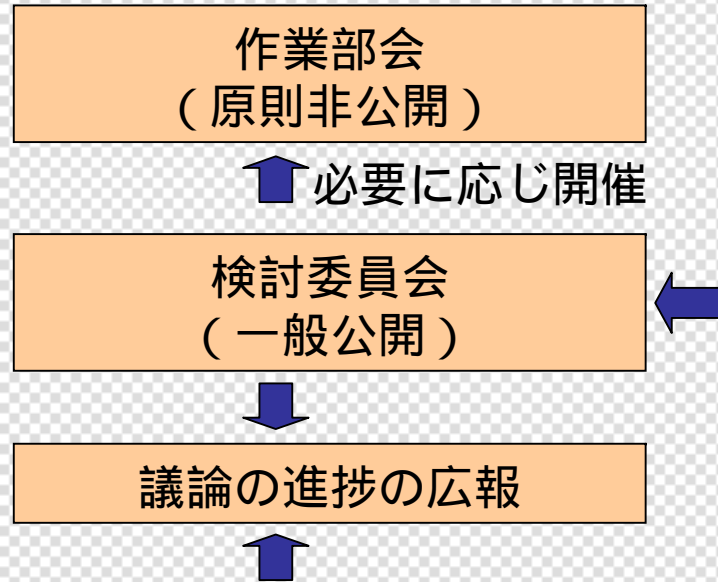 作業部会
（原則非公開）
必要に応じ開催
検討委員会
（一般公開）
議論の進捗の広報